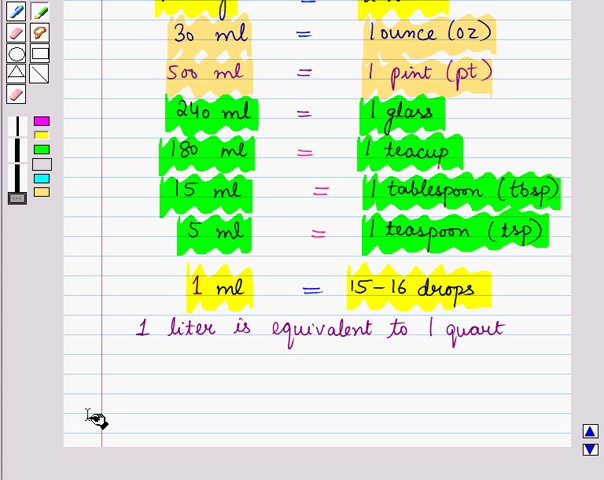 30 ml = 1 ounce (oz)
500 ml = 1 pint (pt)
240 ml = 1 glass
180 ml = 1 teacup
15 ml = 1 tablespoon (tbsp)
5 ml = 1 teaspoon (tsp)
1 ml = 15-16 drops
1 liter is equivalent to 1 quart